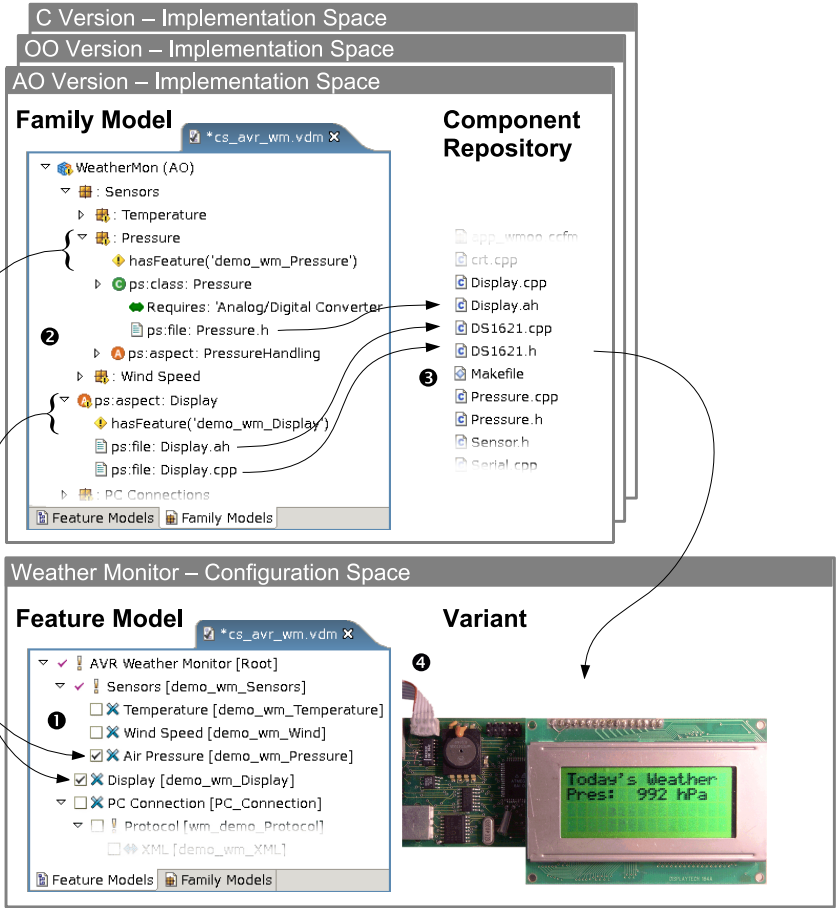 C Version – Implementation Space
OO Version – Implementation Space
AO Version – Implementation Space
Family Model
*cs_avr_wm.vdm
Component
Repository
WeatherMon (AO)
: Sensors
: Temperature
: Pressure
hasFeature('demo_wm_Pressure')
ps:class: Pressure
Requires: 'Analog/Digital Converter
ps:file: Pressure.h
ps:aspect: PressureHandling
: Wind Speed
ps:aspect: Display
hasFeature('demo_wm_Display')
ps:file: Display.ah
ps:file: Display.cpp
: PC Connections
Feature Models
Family Models
crt.cpp
Display.cpp
Display.ah
DS1621.cpp
DS1621.h
Makefile
Pressure.cpp
Pressure.h
Sensor.h
Serial.cpp
2
3
Weather Monitor – Configuration Space
Feature Model
*cs_avr_wm.vdm
Variant
AVR Weather Monitor [Root]
Sensors [demo_wm_Sensors]
Temperature [demo_wm_Temperature]
Wind Speed [demo_wm_Wind]
Air Pressure [demo_wm_Pressure]
Display [demo_wm_Display]
PC Connection [PC_Connection]
Protocol [wm_demo_Protocol]
XML [demo_wm_XML]
Feature Models
Family Models
1
4
Today's Weather
Pres: 992 hPa